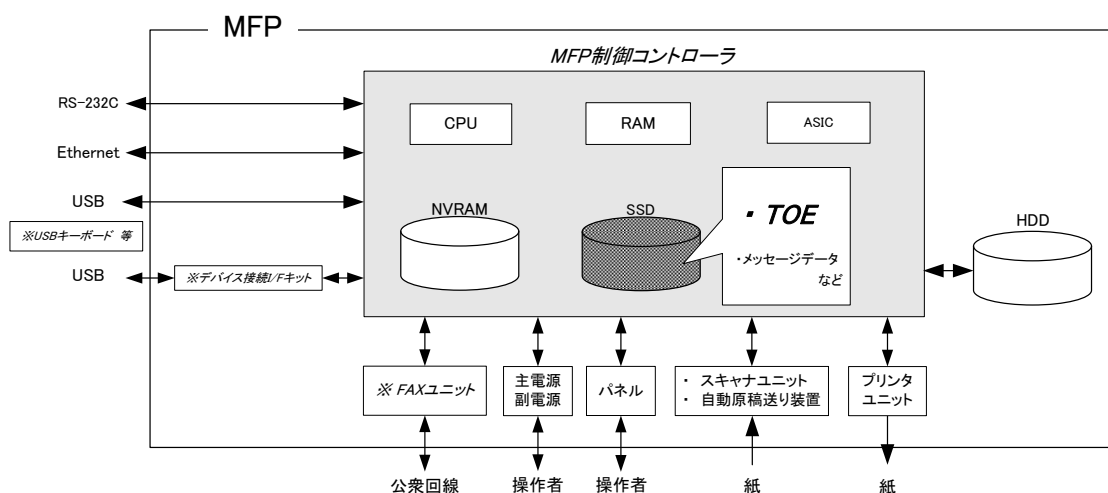 MFP
MFP制御コントローラ
RS-232C
CPU
RAM
ASIC
Ethernet
USB
NVRAM
SSD
・ TOE
・メッセージデータ
など
HDD
※USBキーボード 等
USB
※デバイス接続I/Fキット
※ FAXユニット
主電源
副電源
パネル
・ スキャナユニット
・ 自動原稿送り装置
プリンタ
ユニット
公衆回線
操作者
操作者
紙
紙